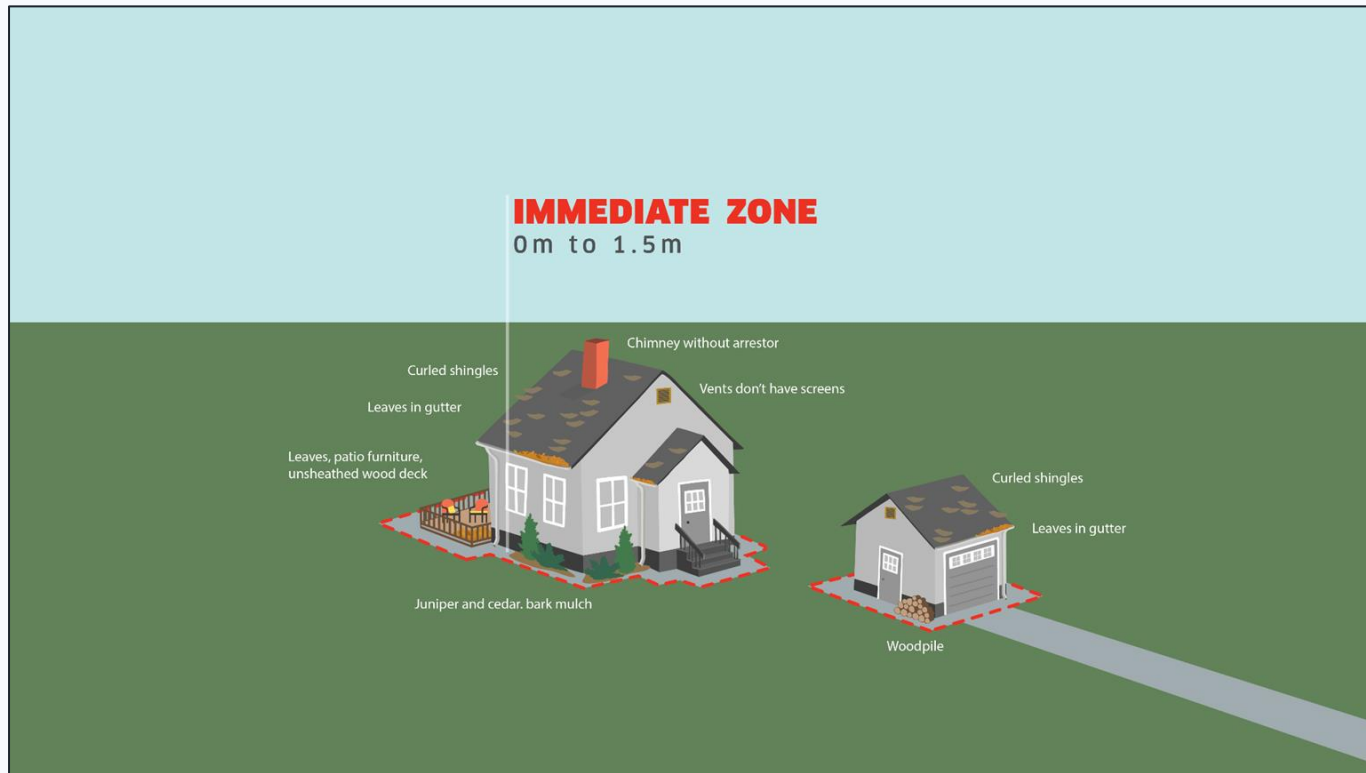 IMMEDIATE ZONE
0m to 1.5m
Chimney without arrestor
Curled shingles
Vents don't have screens
Leaves in gutter
Leaves, patio furniture,
unsheathed wood deck
Curled shingles
Leaves in gutter
Juniper and cedar. bark mulch
Woodpile